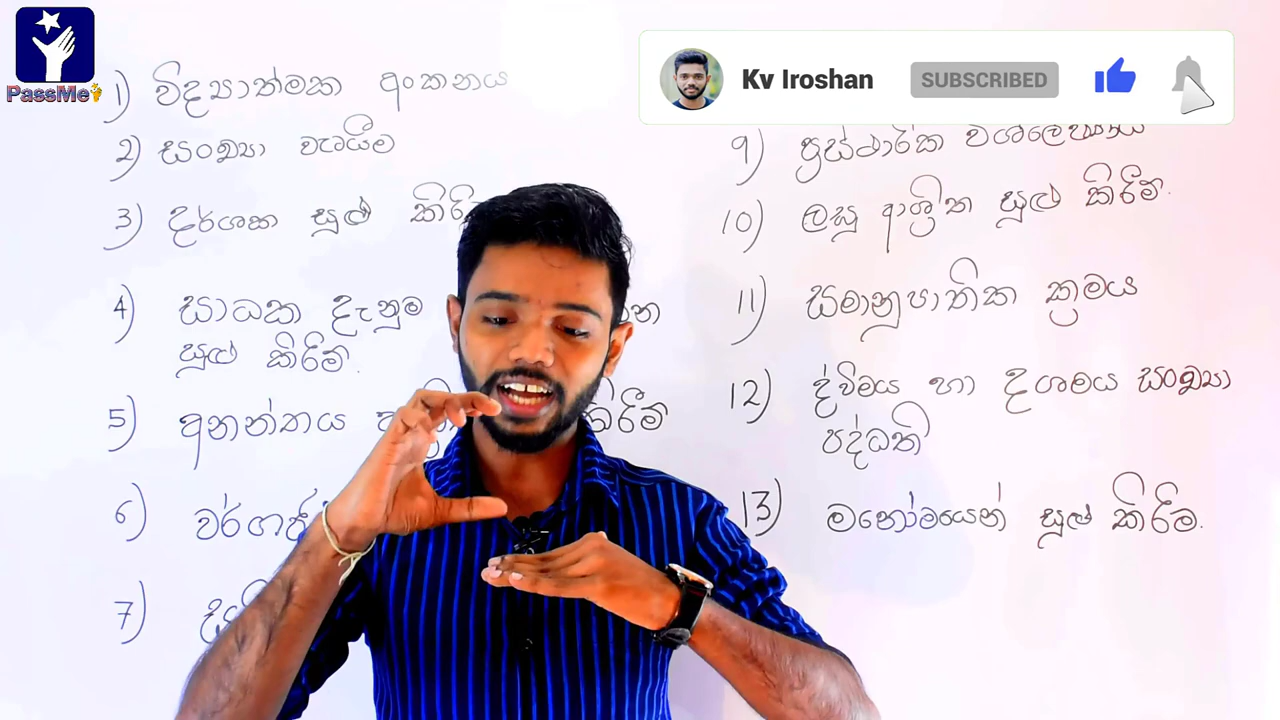 PassMe
Kv Iroshan
SUBSCRIBED
1) විද්‍යාත්මක අංකනය
2) සංඛ්‍යා වැටයීම
3) දර්ශක සුළු
4) සාධක දැනුම
සුළු කිරීම්.
5) අනන්තය කිරීම්
6)
7)
9) ප්‍රස්ථාරික විශ්ලේෂණය
10) ලඝු ආශ්‍රිත සුළු කිරීම්.
11) සමානුපාතික ක්‍රමය
12) ද්විමය හා දශමය සංඛ්‍යා
පද්ධති
13) මනෝමයෙන් සුළු කිරීම.